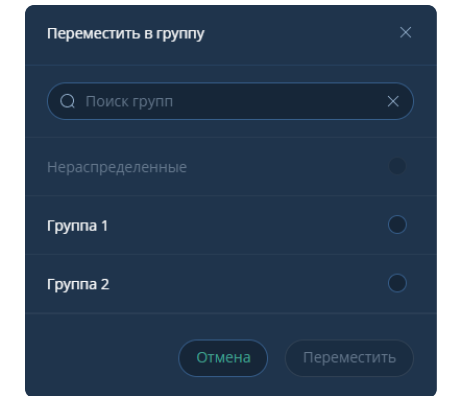 Переместить в группу
Поиск групп
Нераспределенные
Группа 1
Группа 2
Отмена Переместить